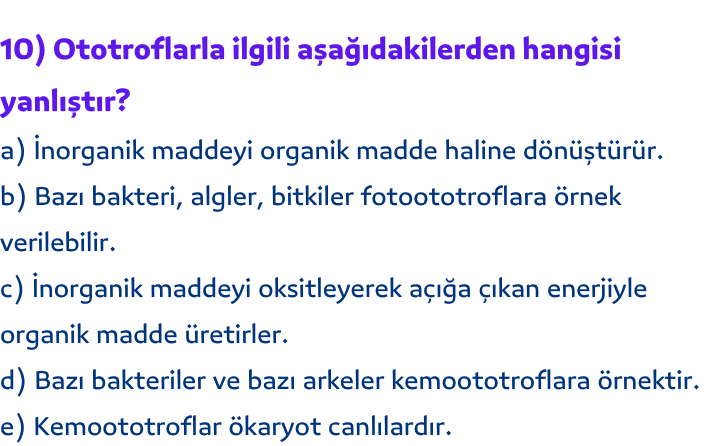 10) Ototroflarla ilgili aşağıdakilerden hangisi
yanlıştır?
a) İnorganik maddeyi organik madde haline dönüştürür.
b) Bazı bakteri, algler, bitkiler fotoototroflara örnek
verilebilir.
c) İnorganik maddeyi oksitleyerek açığa çıkan enerjiyle
organik madde üretirler.
d) Bazı bakteriler ve bazı arkeler kemoototroflara örnektir.
e) Kemoototroflar ökaryot canlılardır.